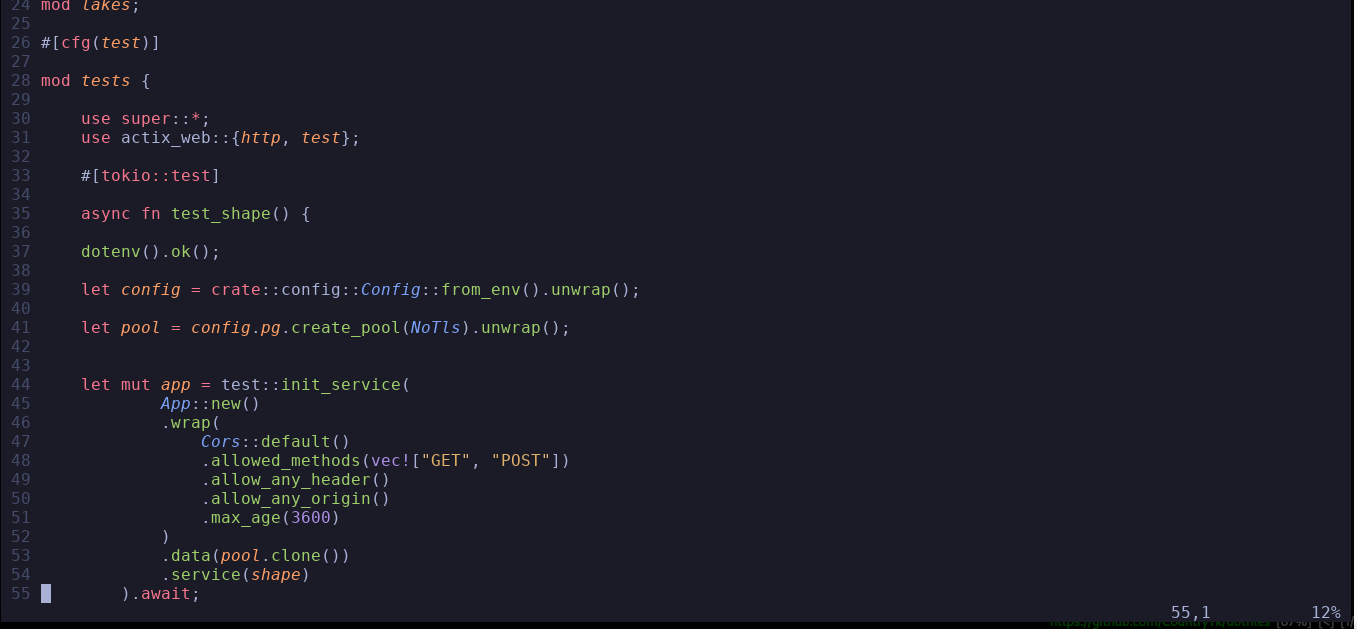 24 mod lakes;
25
26 #[cfg(test)]
27
28 mod tests {
29
30     use super::*;
31     use actix_web::{http, test};
32
33     #[tokio::test]
34
35     async fn test_shape() {
36
37     dotenv().ok();
38
39     let config = crate::config::Config::from_env().unwrap();
40
41     let pool = config.pg.create_pool(NoTls).unwrap();
42
43
44     let mut app = test::init_service(
45             App::new()
46             .wrap(
47                 Cors::default()
48                 .allowed_methods(vec!["GET", "POST"])
49                 .allow_any_header()
50                 .allow_any_origin()
51                 .max_age(3600)
52             )
53             .data(pool.clone())
54             .service(shape)
55         ).await;
55,1 12%